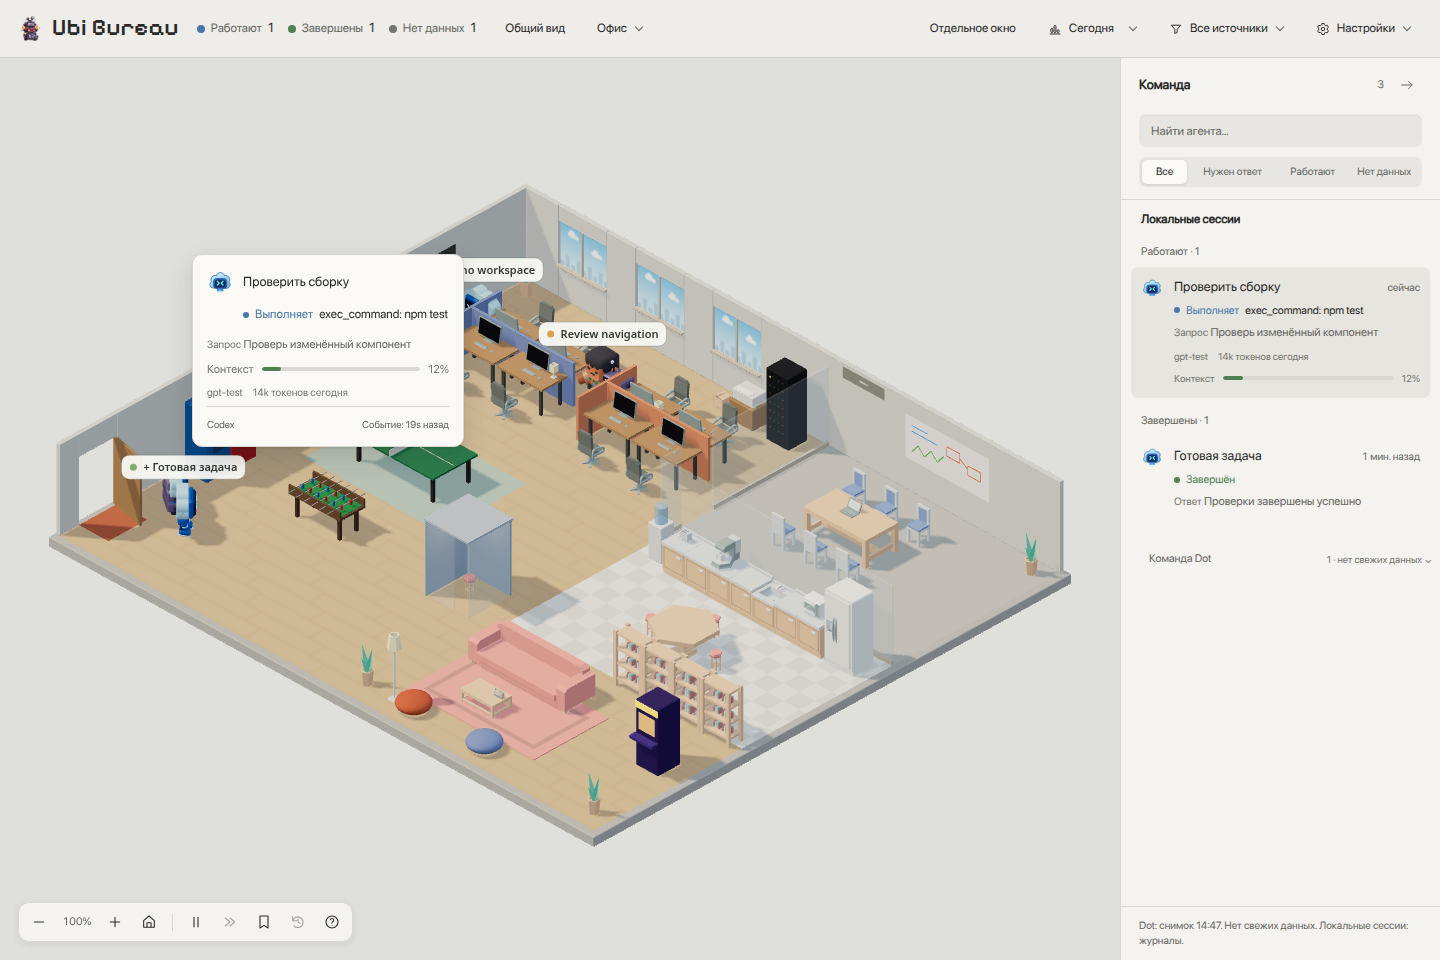 Ubi Bureau
Работают 1
Завершены 1
Нет данных 1
Общий вид
Офис
Отдельное окно
Сегодня
Все источники
Настройки
no workspace
Review navigation
+ Готовая задача
Проверить сборку
Выполняет exec_command: npm test
Запрос Проверь изменённый компонент
Контекст 12%
gpt-test 14k токенов сегодня
Codex Событие: 19s назад
100%
Команда 3
Найти агента...
Все Нужен ответ Работают Нет данных
Локальные сессии
Работают · 1
Проверить сборку сейчас
Выполняет exec_command: npm test
Запрос Проверь изменённый компонент
gpt-test 14k токенов сегодня
Контекст 12%
Завершены · 1
Готовая задача 1 мин. назад
Завершён
Ответ Проверки завершены успешно
Команда Dot 1 · нет свежих данных
Dot: снимок 14:47. Нет свежих данных. Локальные сессии:
журналы.